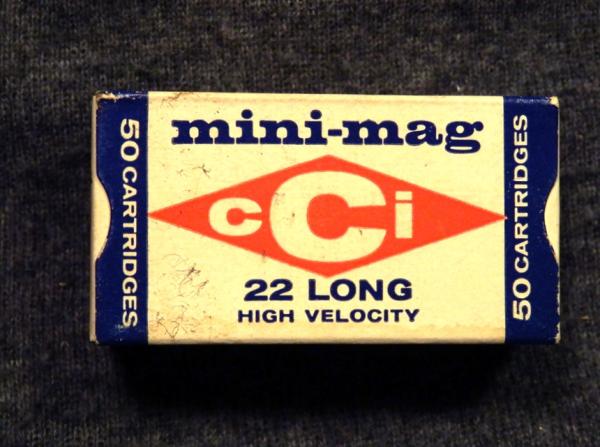 mini-mag
50 CARTRIDGES
cCi
22 LONG
HIGH VELOCITY
50 CARTRIDGES